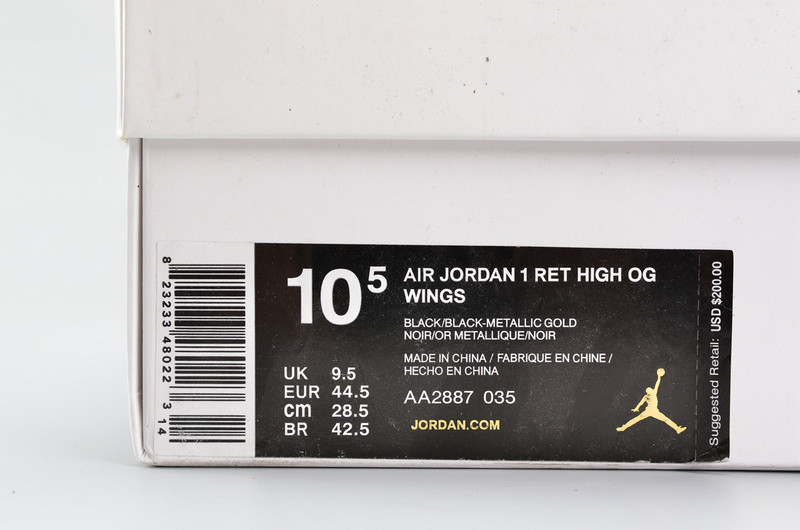 8 23233 48022 3 14
10 5
UK 9.5
EUR 44.5
cm 28.5
BR 42.5
AIR JORDAN 1 RET HIGH OG
WINGS
BLACK/BLACK-METALLIC GOLD
NOIR/OR METALLIQUE/NOIR
MADE IN CHINA / FABRIQUE EN CHINE /
HECHO EN CHINA
AA2887 035
JORDAN.COM
Suggested Retail: USD $200.00